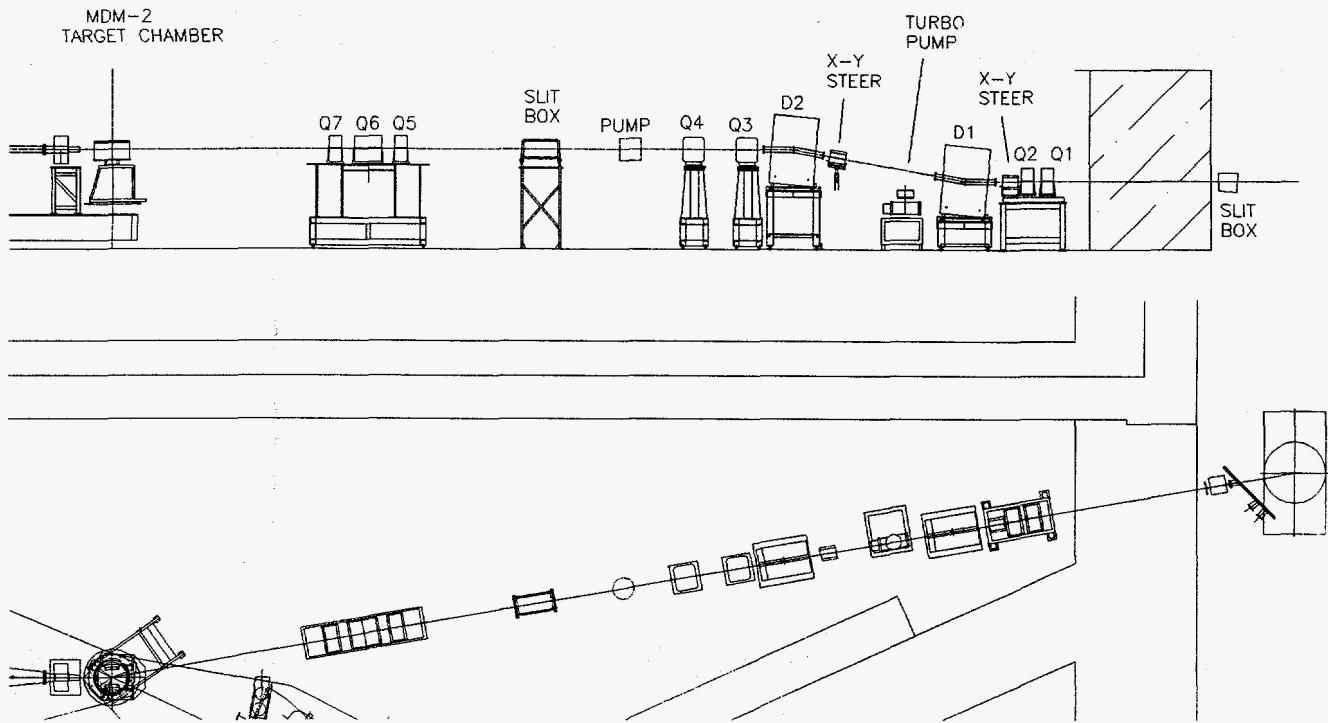 MDM-2
TARGET CHAMBER
Q7 Q6 Q5
SLIT
BOX
PUMP
Q4 Q3
D2
X-Y
STEER
TURBO
PUMP
D1
X-Y
STEER
Q2 Q1
SLIT
BOX